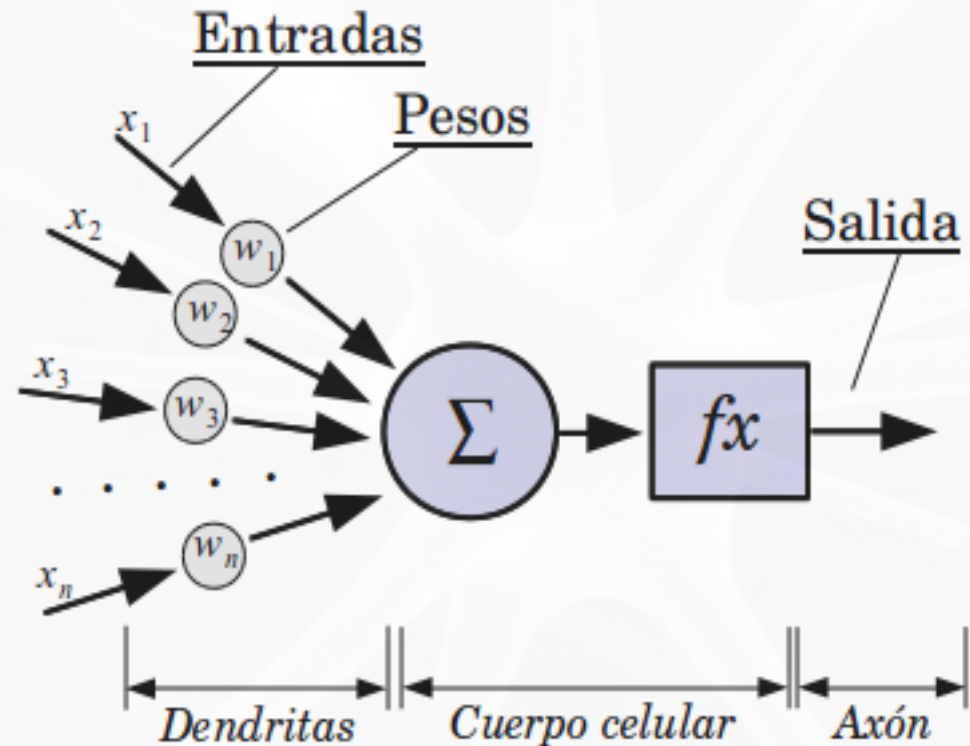 Entradas
Pesos
Salida
x₁
w₁
x₂
w₂
x₃
w₃
. . . . .
xₙ
wₙ
Σ
fx
Dendritas
Cuerpo celular
Axón